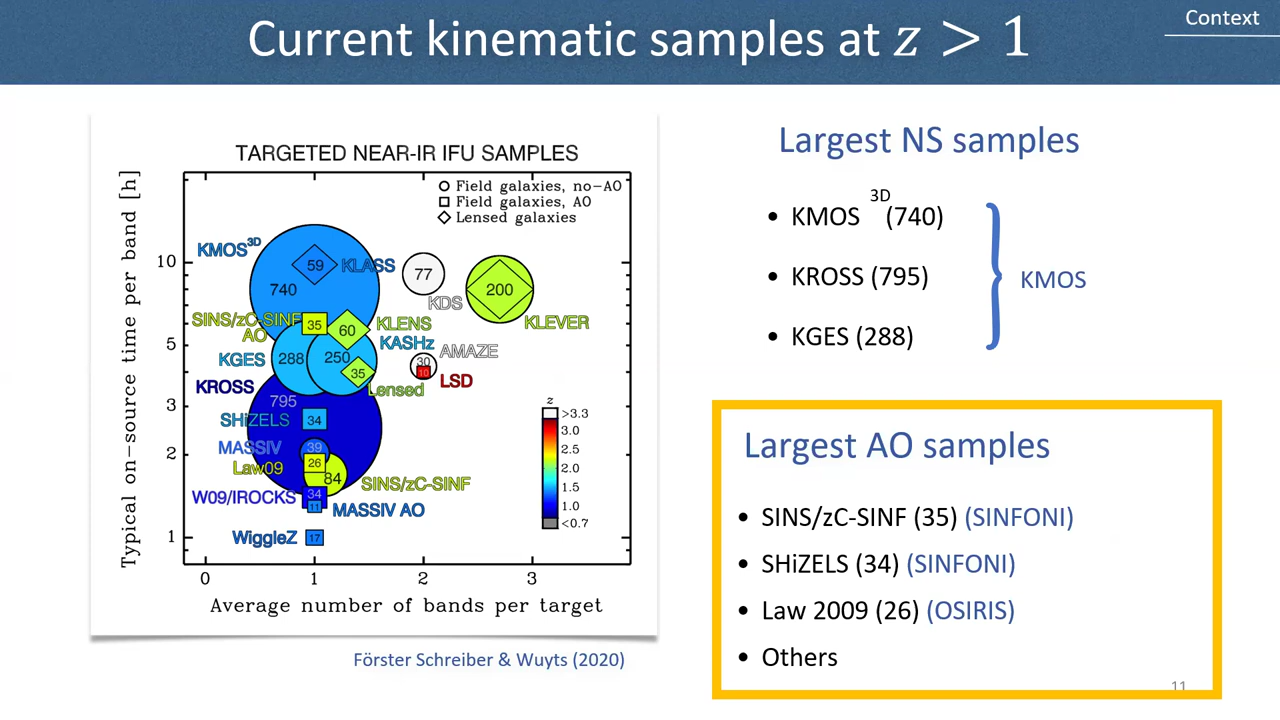 Context
Current kinematic samples at z > 1
TARGETED NEAR-IR IFU SAMPLES
Field galaxies, no-AO
Field galaxies, AO
Lensed galaxies
Typical on-source time per band [h]
10
5
3
2
1
KMOS3D
59
KLASS
740
77
KDS
200
KLEVER
SINS/zC-SINF
AO
35
60
KLENS
KASHz
KGES
288
250
30
AMAZE
10
LSD
35
Lensed
KROSS
795
SHiZELS
34
MASSIV
39
Law09
26
84
SINS/zC-SINF
W09/IROCKS
34
11
MASSIV AO
WiggleZ
17
z
>3.3
3.0
2.5
2.0
1.5
1.0
<0.7
0 1 2 3
Average number of bands per target
Förster Schreiber & Wuyts (2020)
Largest NS samples
• KMOS 3D (740)
• KROSS (795)
• KGES (288)
KMOS
Largest AO samples
• SINS/zC-SINF (35) (SINFONI)
• SHiZELS (34) (SINFONI)
• Law 2009 (26) (OSIRIS)
• Others
11